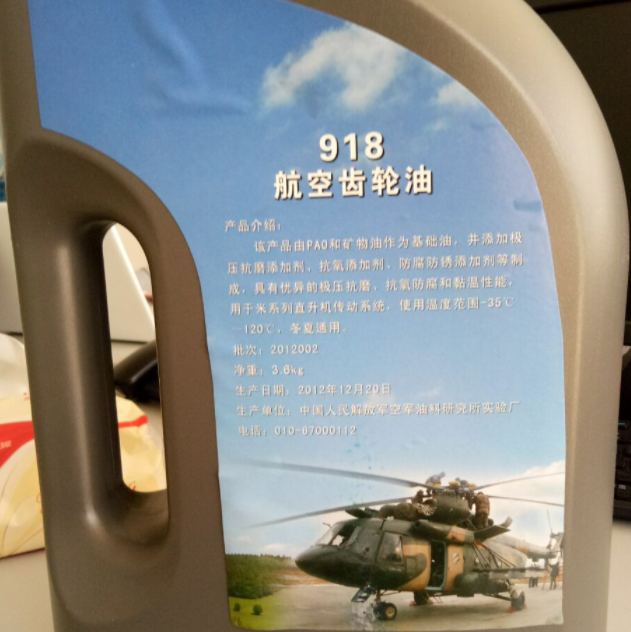 918
航空齿轮油
产品介绍:
该产品由PAO和矿物油作为基础油,并添加极
压抗磨添加剂、抗氧添加剂、防腐防锈添加剂等制
成,具有优异的极压抗磨、抗氧防腐和黏温性能,
用于米系列直升机传动系统,使用温度范围-35℃
-120℃,冬夏通用。
批次:2012002
净重:3.6kg
生产日期:2012年12月20日
生产单位:中国人民解放军空军油料研究所实验厂
电话:010-67000112